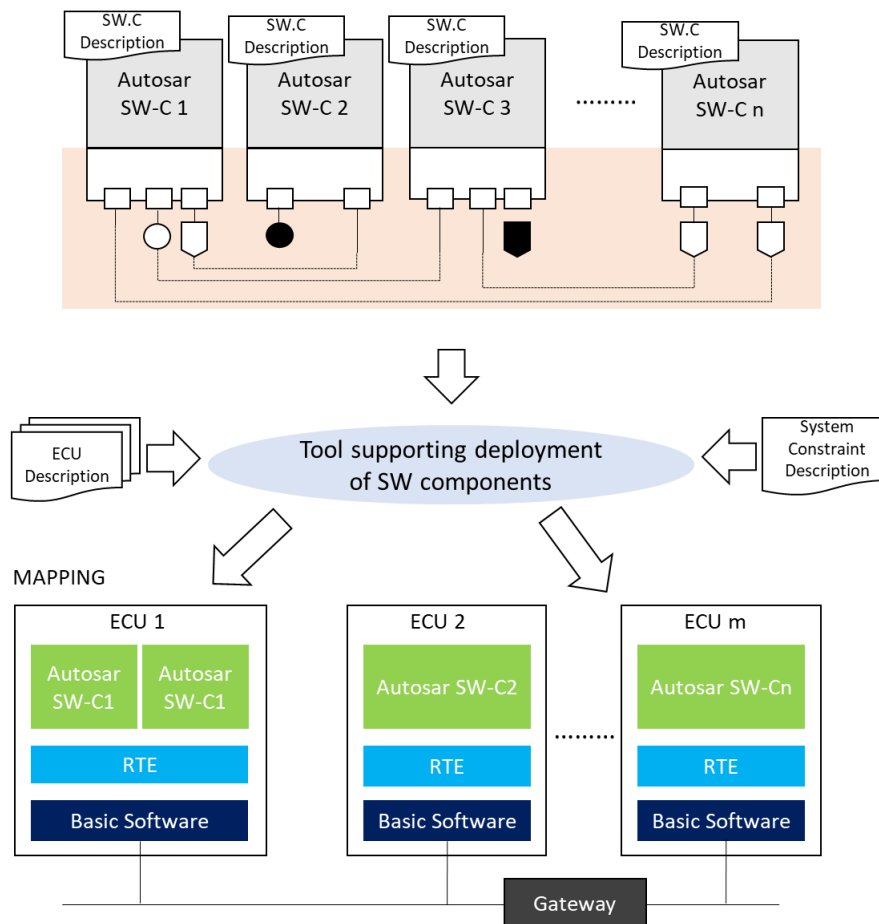 SW.C
Description
SW.C
Description
SW.C
Description
SW.C
Description
Autosar
SW-C 1
Autosar
SW-C 2
Autosar
SW-C 3
.........
Autosar
SW-C n
ECU
Description
Tool supporting deployment
of SW components
System
Constraint
Description
MAPPING
ECU 1
Autosar
SW-C1
Autosar
SW-C1
RTE
Basic Software
ECU 2
Autosar SW-C2
RTE
Basic Software
.........
ECU m
Autosar SW-Cn
RTE
Basic Software
Gateway